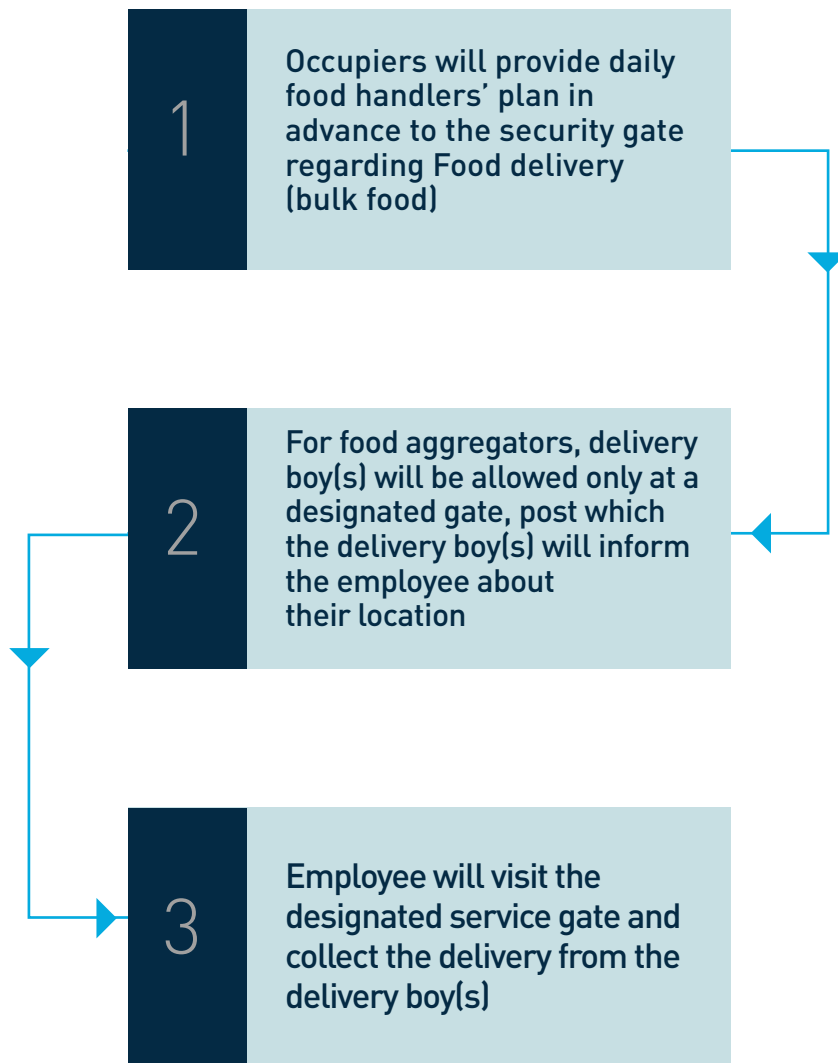 1
Occupiers will provide daily
food handlers’ plan in
advance to the security gate
regarding Food delivery
(bulk food)
2
For food aggregators, delivery
boy(s) will be allowed only at a
designated gate, post which
the delivery boy(s) will inform
the employee about
their location
3
Employee will visit the
designated service gate and
collect the delivery from the
delivery boy(s)